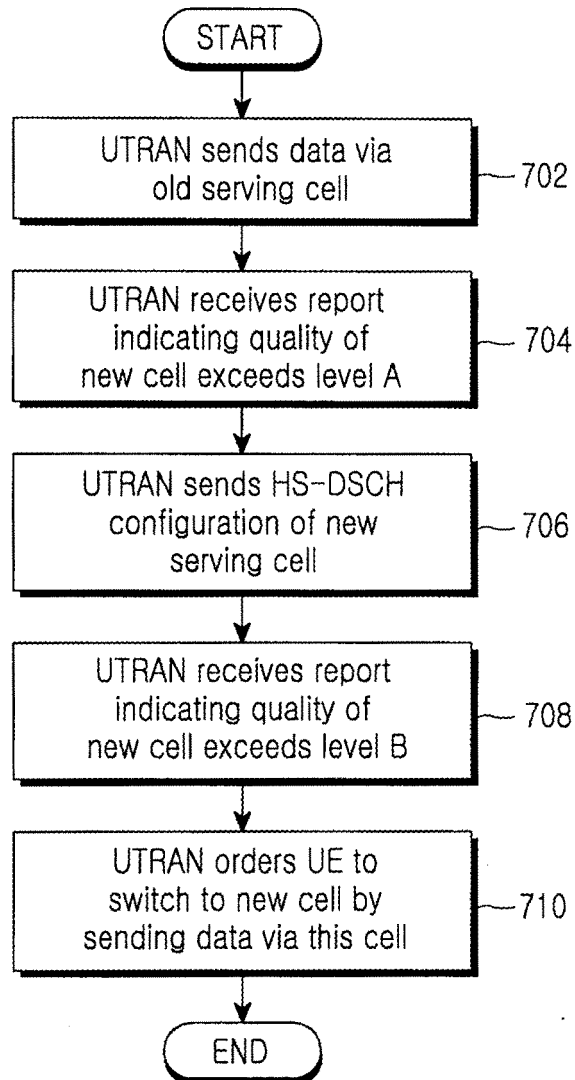 START
UTRAN sends data via
old serving cell
702
UTRAN receives report
indicating quality of
new cell exceeds level A
704
UTRAN sends HS-DSCH
configuration of new
serving cell
706
UTRAN receives report
indicating quality of
new cell exceeds level B
708
UTRAN orders UE to
switch to new cell by
sending data via this cell
710
END